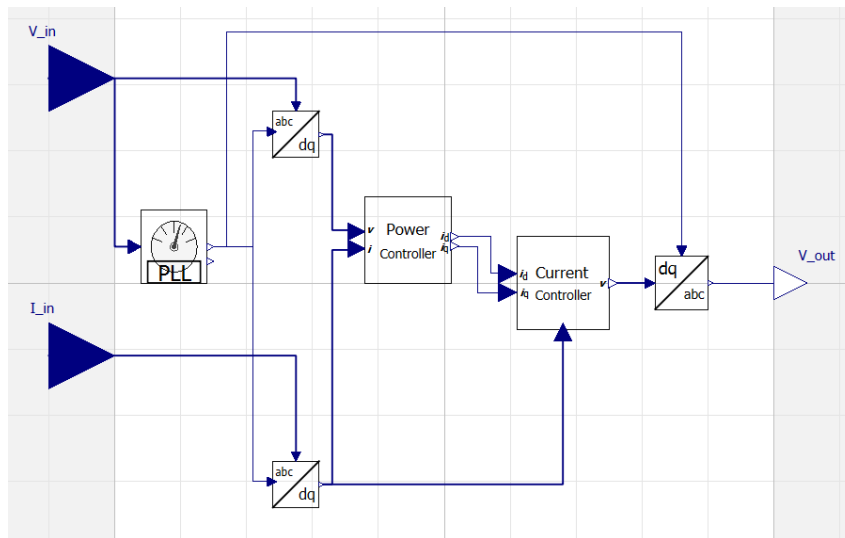 V_in
abc
dq
PLL
v
i
Power
Controller
id
iq
I_in
abc
dq
id
iq
Current
Controller
v
dq
abc
V_out